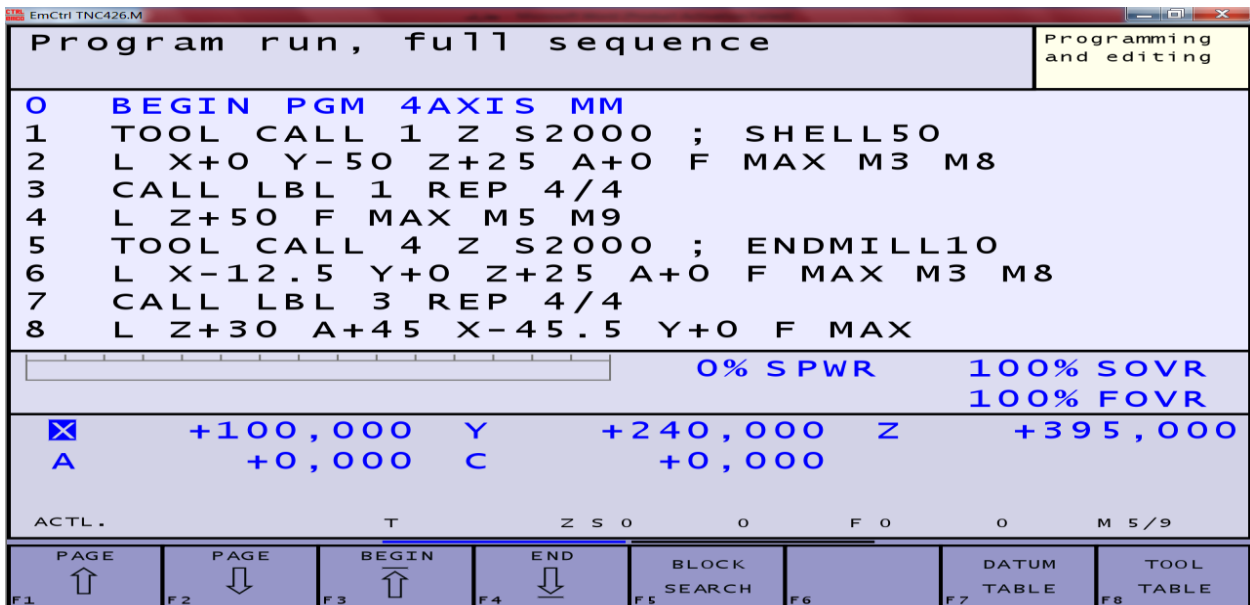 EmCtrl TNC426.M
Program run, full sequence
Programming
and editing
0 BEGIN PGM 4AXIS MM
1 TOOL CALL 1 Z S2000 ; SHELL50
2 L X+0 Y-50 Z+25 A+0 F MAX M3 M8
3 CALL LBL 1 REP 4/4
4 L Z+50 F MAX M5 M9
5 TOOL CALL 4 Z S2000 ; ENDMILL10
6 L X-12.5 Y+0 Z+25 A+0 F MAX M3 M8
7 CALL LBL 3 REP 4/4
8 L Z+30 A+45 X-45.5 Y+0 F MAX
0% SPWR 100% SOVR
100% FOVR
X +100,000 Y +240,000 Z +395,000
A +0,000 C +0,000
ACTL. T Z S 0 0 F 0 0 M 5/9
PAGE PAGE BEGIN END BLOCK SEARCH DATUM TABLE TOOL TABLE
F1 F2 F3 F4 F5 F6 F7 F8